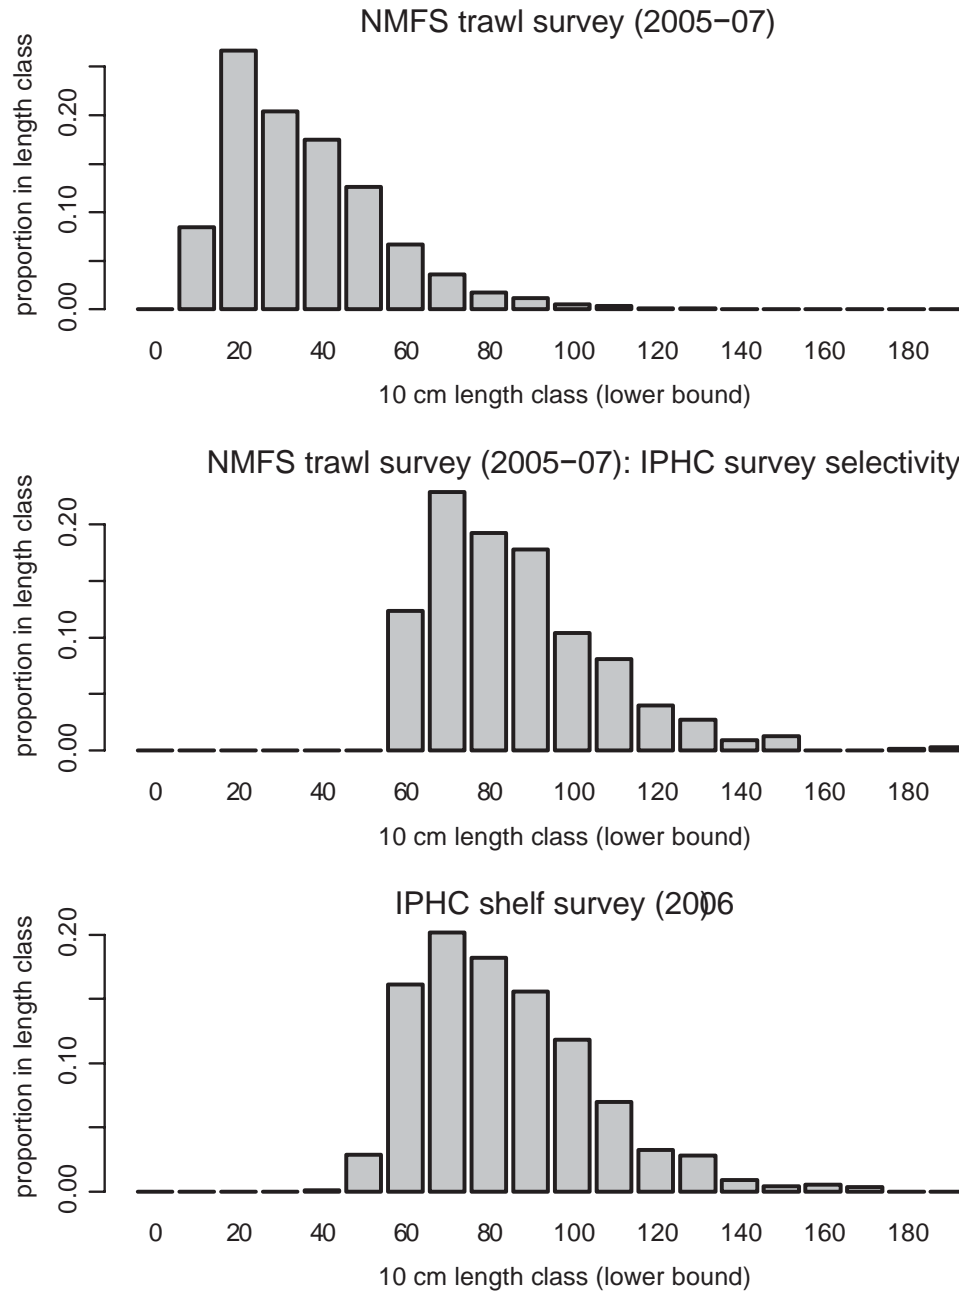 NMFS trawl survey (2005−07)
proportion in length class
0.20
0.10
0.00
0 20 40 60 80 100 120 140 160 180
10 cm length class (lower bound)
NMFS trawl survey (2005−07): IPHC survey selectivity
proportion in length class
0.20
0.10
0.00
0 20 40 60 80 100 120 140 160 180
10 cm length class (lower bound)
IPHC shelf survey (2006)
proportion in length class
0.20
0.10
0.00
0 20 40 60 80 100 120 140 160 180
10 cm length class (lower bound)